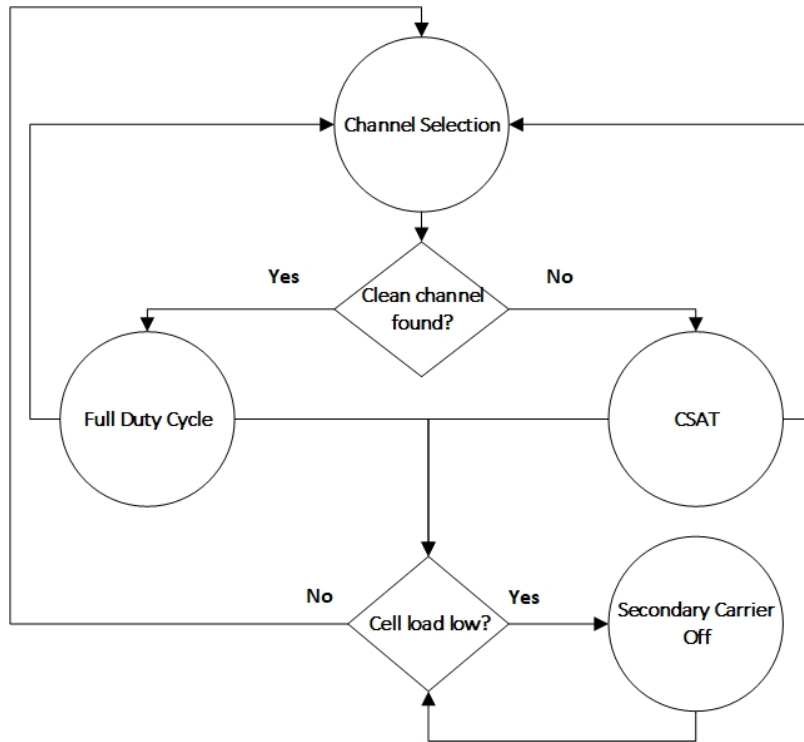 Channel Selection
Yes
No
Clean channel
found?
Full Duty Cycle
CSAT
No
Yes
Cell load low?
Secondary Carrier
Off